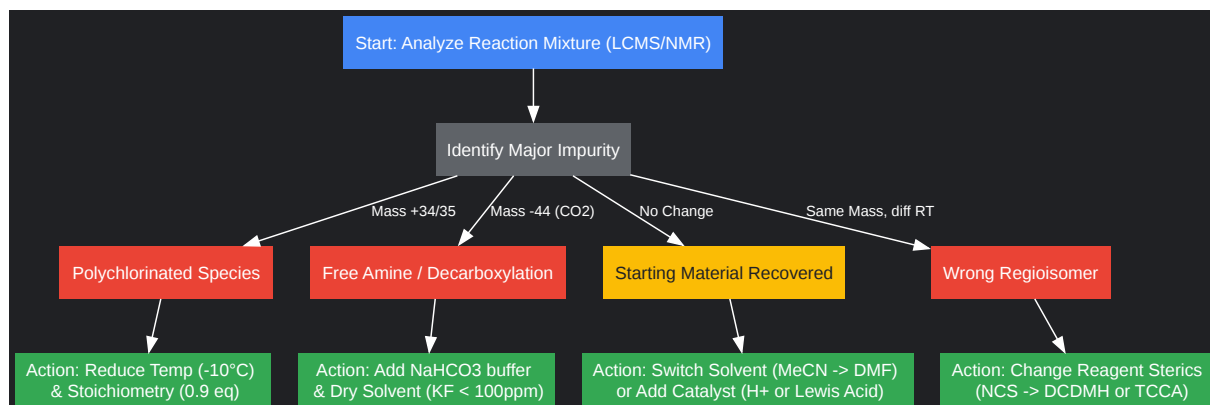 Start: Analyze Reaction Mixture (LCMS/NMR)
Identify Major Impurity
Mass +34/35
Mass -44 (CO2)
No Change
Same Mass, diff RT
Polychlorinated Species
Free Amine / Decarboxylation
Starting Material Recovered
Wrong Regioisomer
Action: Reduce Temp (-10°C)
& Stoichiometry (0.9 eq)
Action: Add NaHCO3 buffer
& Dry Solvent (KF < 100ppm)
Action: Switch Solvent (MeCN -> DMF)
or Add Catalyst (H+ or Lewis Acid)
Action: Change Reagent Sterics
(NCS -> DCDMH or TCCA)